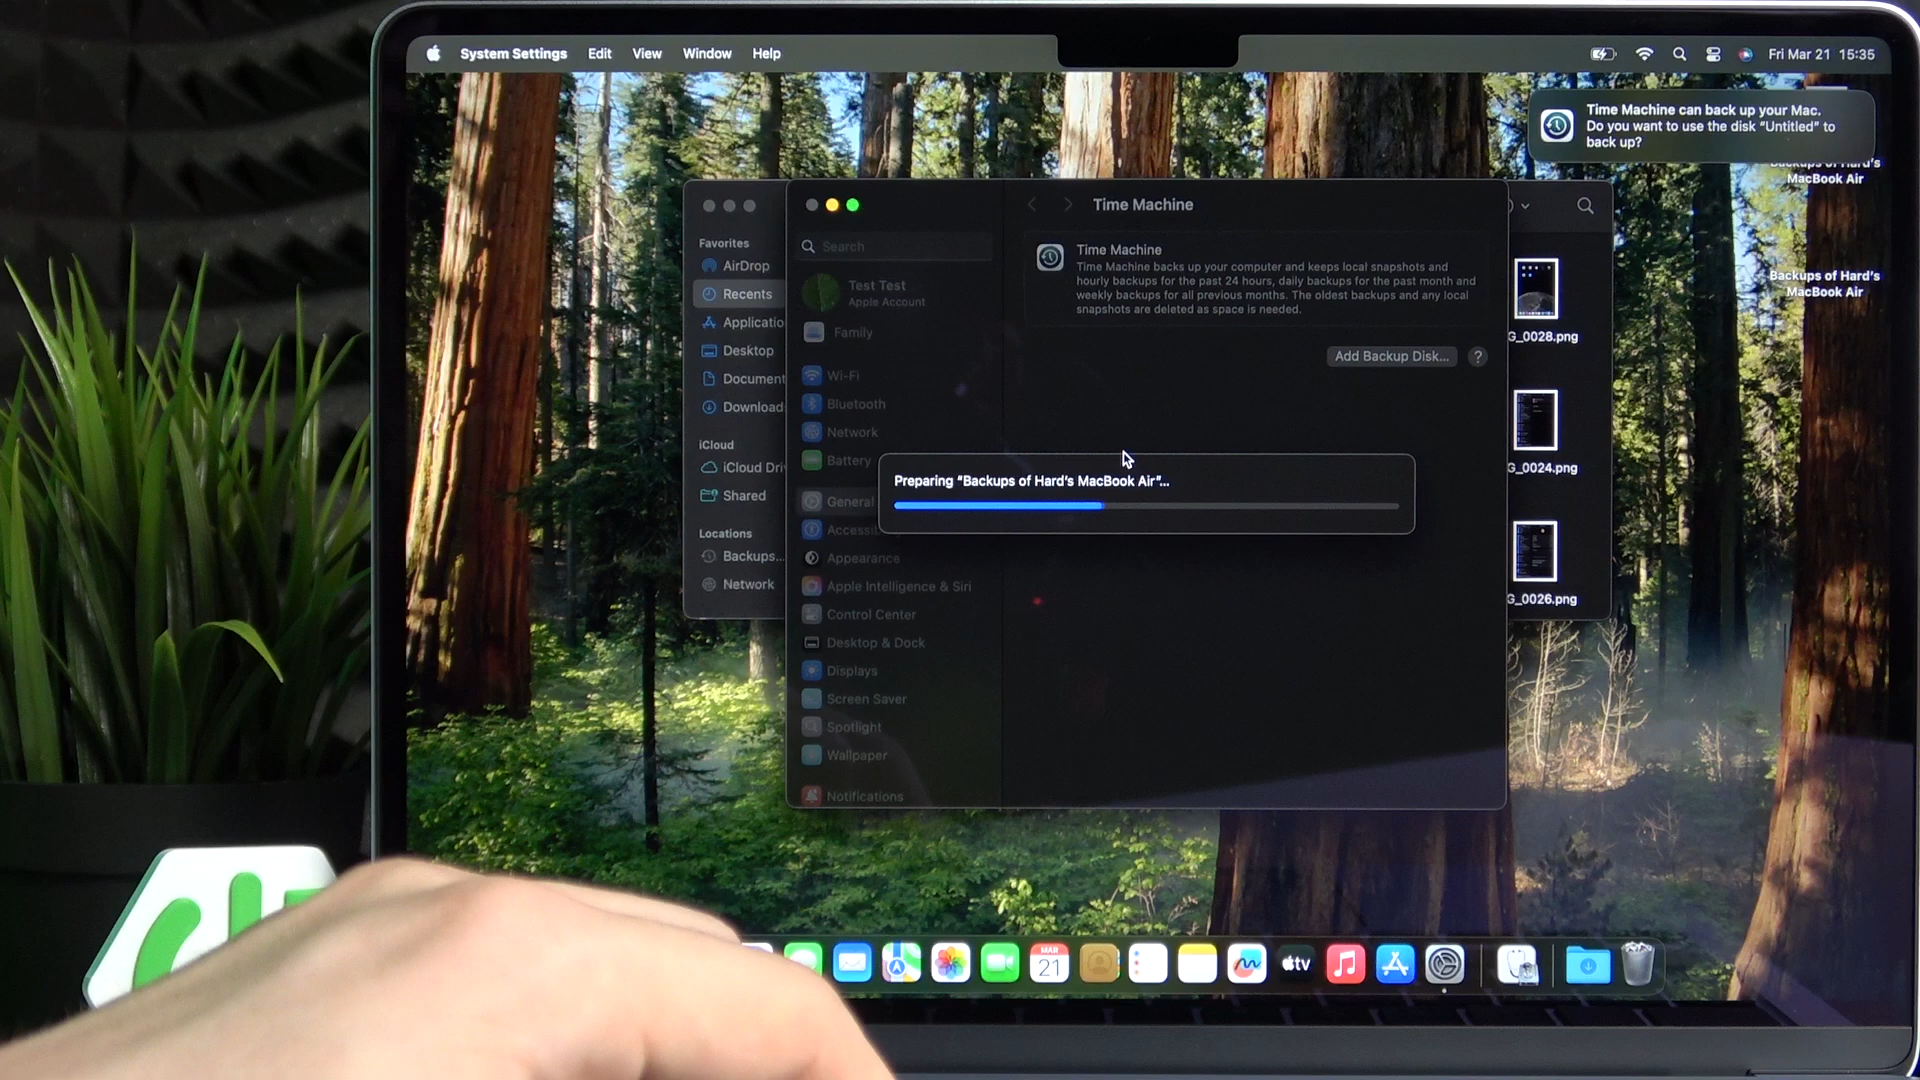 System Settings Edit View Window Help
Fri Mar 21 15:35
Time Machine can back up your Mac.
Do you want to use the disk “Untitled” to
back up?
Backups of Hard's
MacBook Air
Backups of Hard's
MacBook Air
Favorites
AirDrop
Recents
Applicatio
Desktop
Document
Download
iCloud
iCloud Dri
Shared
Locations
Backups...
Network
Search
Test Test
Apple Account
Family
Wi-Fi
Bluetooth
Network
Battery
General
Accessi
Appearance
Apple Intelligence & Siri
Control Center
Desktop & Dock
Displays
Screen Saver
Spotlight
Wallpaper
Notifications
Time Machine
Time Machine
Time Machine backs up your computer and keeps local snapshots and
hourly backups for the past 24 hours, daily backups for the past month and
weekly backups for all previous months. The oldest backups and any local
snapshots are deleted as space is needed.
Add Backup Disk... ?
Preparing “Backups of Hard's MacBook Air”...
G_0028.png
G_0024.png
G_0026.png
MAR
21
tv